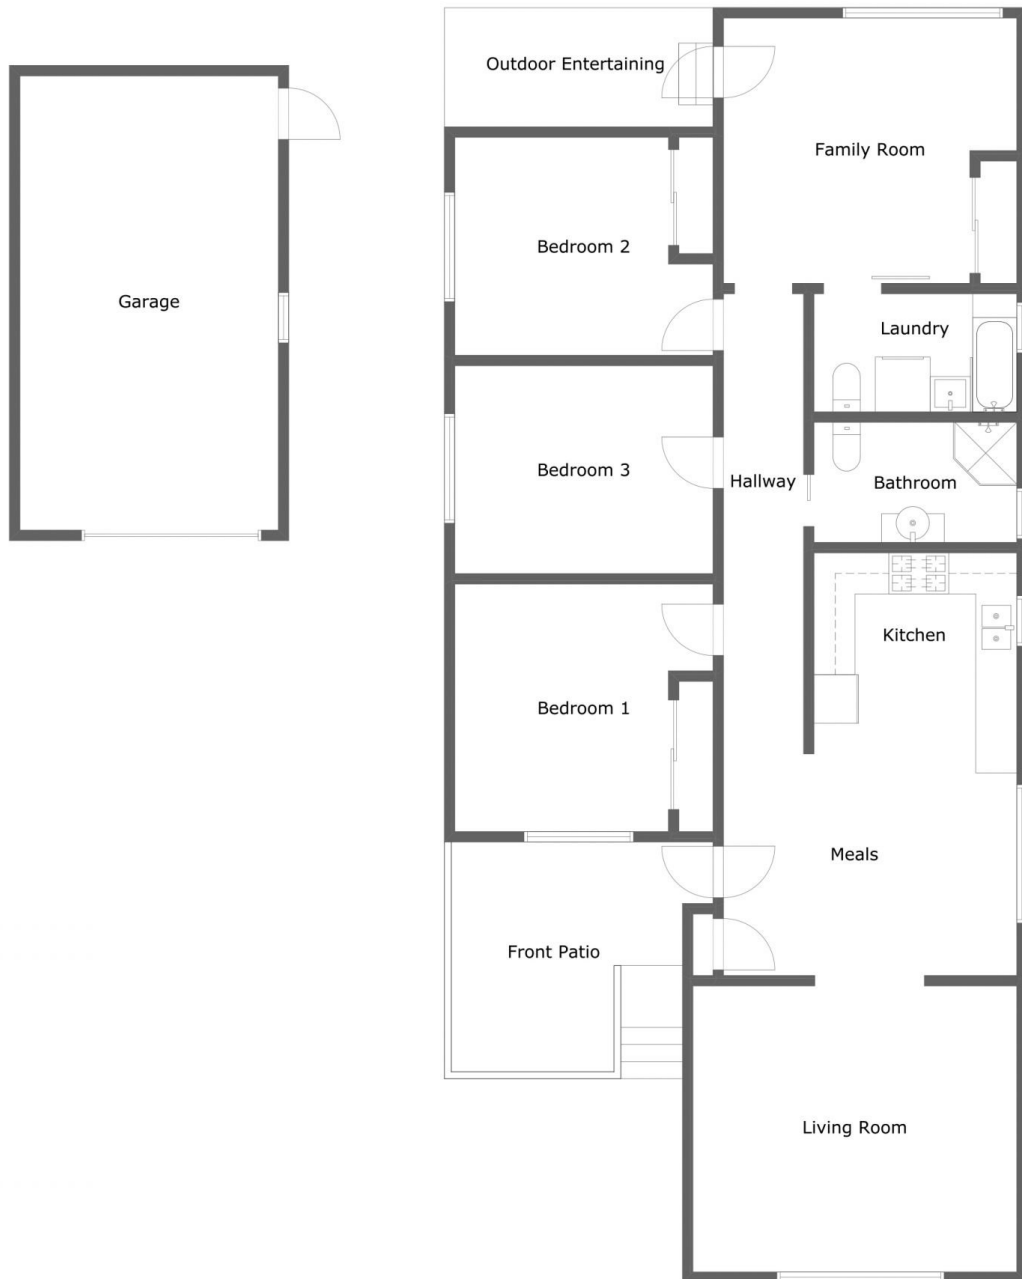 Outdoor Entertaining
Family Room
Bedroom 2
Garage
Laundry
Bedroom 3
Hallway
Bathroom
Kitchen
Bedroom 1
Meals
Front Patio
Living Room